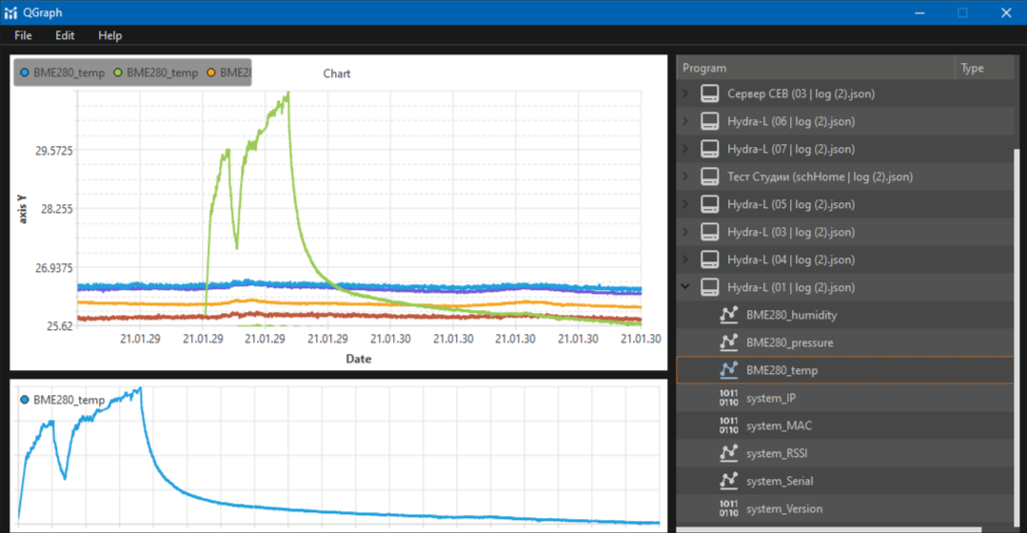 QGraph
File Edit Help
BME280_temp BME280_temp BME28
Chart
29.5725
28.255
26.9375
25.62
axis Y
21.01.29 21.01.29 21.01.29 21.01.29 21.01.30 21.01.30 21.01.30 21.01.30 21.01.30
Date
BME280_temp
Program Type
Сервер СЕВ (03 | log (2).json)
Hydra-L (06 | log (2).json)
Hydra-L (07 | log (2).json)
Тест Студии (schHome | log (2).json)
Hydra-L (05 | log (2).json)
Hydra-L (03 | log (2).json)
Hydra-L (04 | log (2).json)
Hydra-L (01 | log (2).json)
BME280_humidity
BME280_pressure
BME280_temp
1011
0110 system_IP
1011
0110 system_MAC
system_RSSI
system_Serial
1011
0110 system_Version